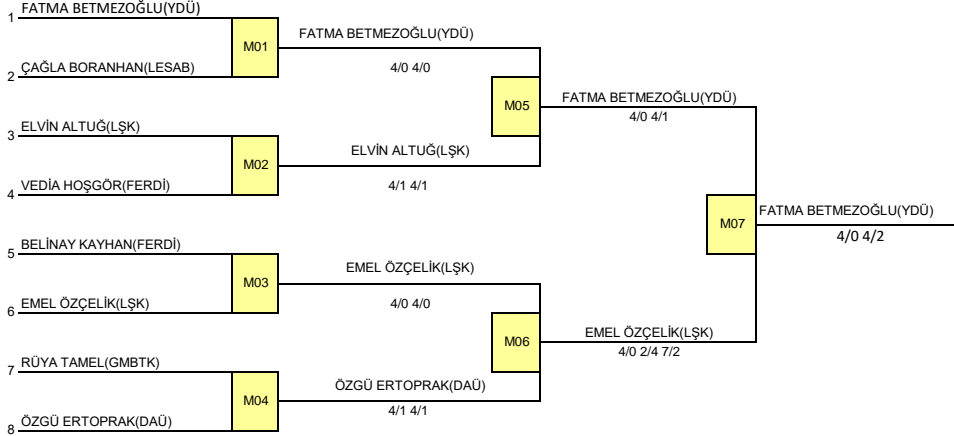 1 FATMA BETMEZOĞLU(YDÜ)
M01
FATMA BETMEZOĞLU(YDÜ)
4/0 4/0
2 ÇAĞLA BORANHAN(LESAB)
M05
FATMA BETMEZOĞLU(YDÜ)
4/0 4/1
3 ELVİN ALTUĞ(LŞK)
M02
ELVİN ALTUĞ(LŞK)
4/1 4/1
4 VEDİA HOŞGÖR(FERDİ)
M07
FATMA BETMEZOĞLU(YDÜ)
4/0 4/2
5 BELİNAY KAYHAN(FERDİ)
M03
EMEL ÖZÇELİK(LŞK)
4/0 4/0
6 EMEL ÖZÇELİK(LŞK)
M06
EMEL ÖZÇELİK(LŞK)
4/0 2/4 7/2
7 RÜYA TAMEL(GMBTK)
M04
ÖZGÜ ERTOPRAK(DAÜ)
4/1 4/1
8 ÖZGÜ ERTOPRAK(DAÜ)